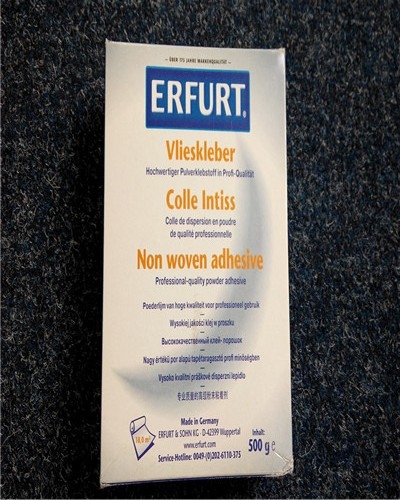 – ÜBER 175 JAHRE MARKENQUALITÄT –
ERFURT®
Vlieskleber
Hochwertiger Pulverklebstoff in Profi-Qualität
Colle Intiss
Colle de dispersion en poudre
de qualité professionnelle
Non woven adhesive
Professional-quality powder adhesive
Poederlijm van hoge kwaliteit voor professioneel gebruik
Wysokiej jakości klej w proszku
Высококачественный клей- порошок
Nagy értékű por alapú tapétaragasztó profi minőségben
Vysoko kvalitní práškové disperzní lepidlo
Made in Germany
ERFURT & SOHN KG · D-42399 Wuppertal
www.erfurt.com
Service-Hotline: 0049-(0)202-6110-375
Inhalt:
500 g e